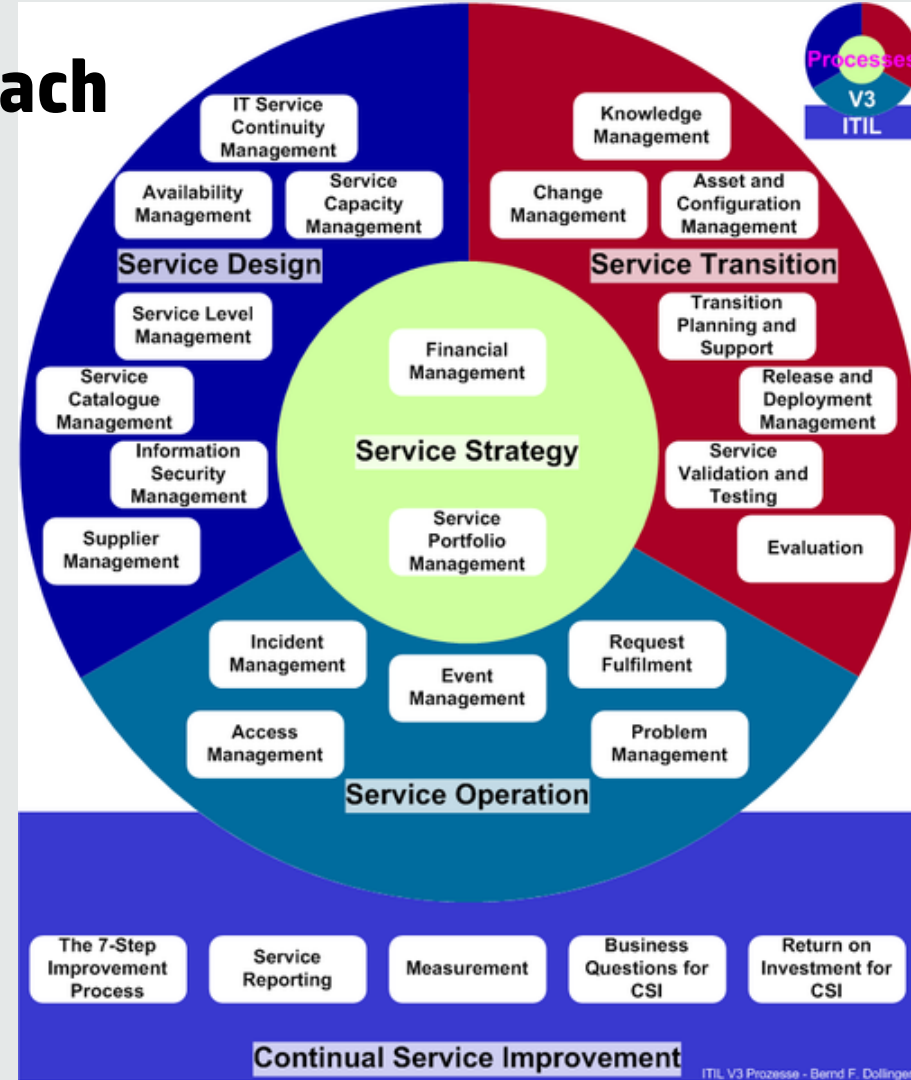 ach
Processes
V3
ITIL
IT Service
Continuity
Management
Availability
Management
Service
Capacity
Management
Service Design
Service Level
Management
Service
Catalogue
Management
Information
Security
Management
Supplier
Management
Knowledge
Management
Change
Management
Asset and
Configuration
Management
Service Transition
Transition
Planning and
Support
Release and
Deployment
Management
Service
Validation and
Testing
Evaluation
Financial
Management
Service Strategy
Service
Portfolio
Management
Incident
Management
Event
Management
Request
Fulfilment
Access
Management
Problem
Management
Service Operation
The 7-Step
Improvement
Process
Service
Reporting
Measurement
Business
Questions for
CSI
Return on
Investment for
CSI
Continual Service Improvement
ITIL V3 Prozesse - Bernd F. Dollinger